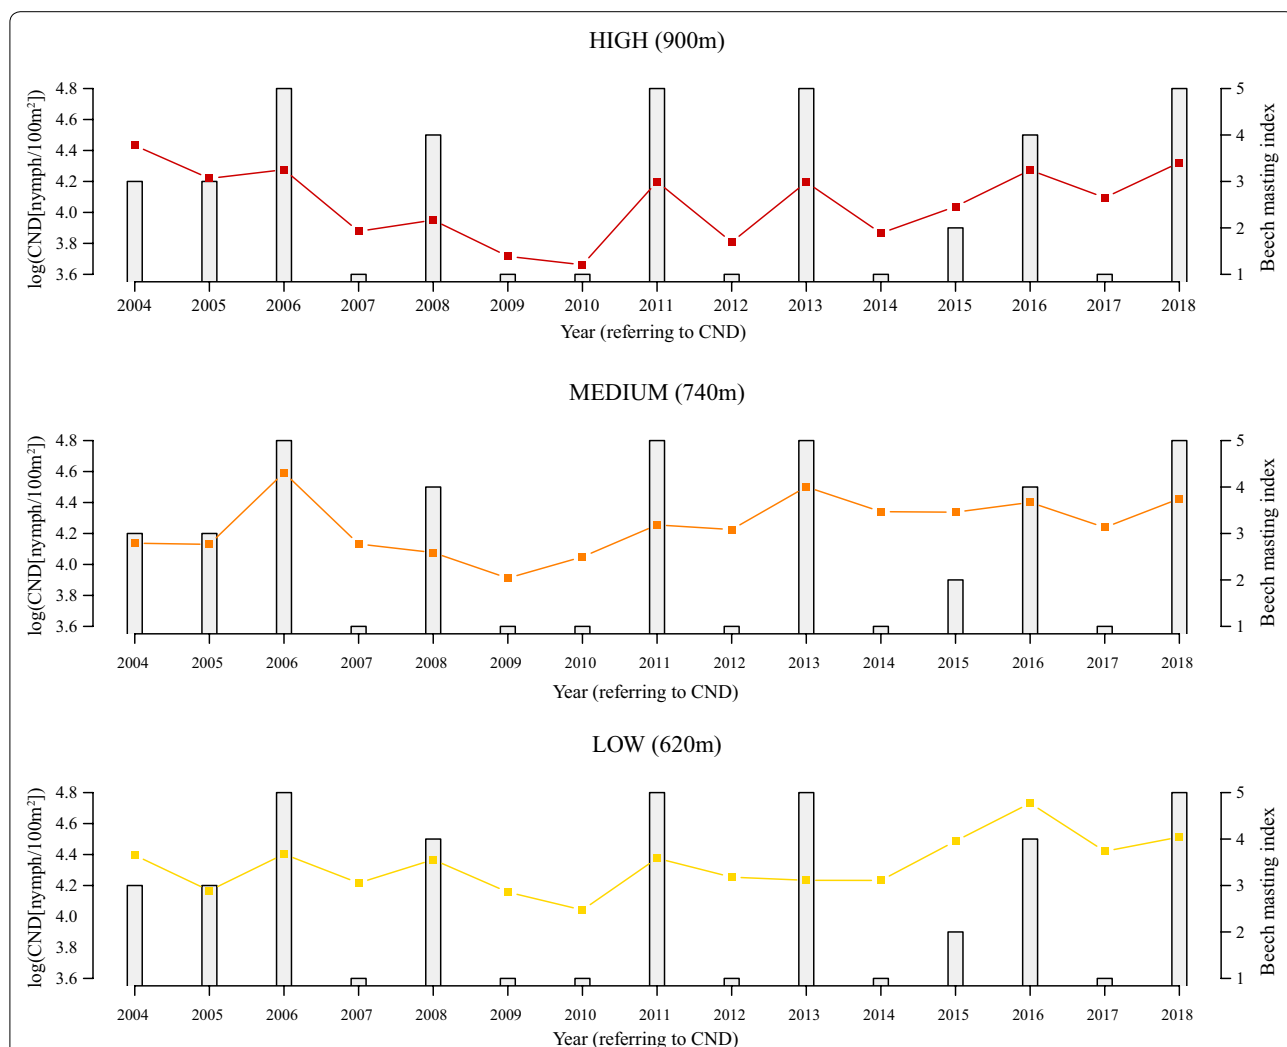 HIGH (900m)
log(CND[nymph/100m²])
4.8
4.6
4.4
4.2
4.0
3.8
3.6
5
4
3
2
1
Beech masting index
2004 2005 2006 2007 2008 2009 2010 2011 2012 2013 2014 2015 2016 2017 2018
Year (referring to CND)
MEDIUM (740m)
log(CND[nymph/100m²])
4.8
4.6
4.4
4.2
4.0
3.8
3.6
5
4
3
2
1
Beech masting index
2004 2005 2006 2007 2008 2009 2010 2011 2012 2013 2014 2015 2016 2017 2018
Year (referring to CND)
LOW (620m)
log(CND[nymph/100m²])
4.8
4.6
4.4
4.2
4.0
3.8
3.6
5
4
3
2
1
Beech masting index
2004 2005 2006 2007 2008 2009 2010 2011 2012 2013 2014 2015 2016 2017 2018
Year (referring to CND)